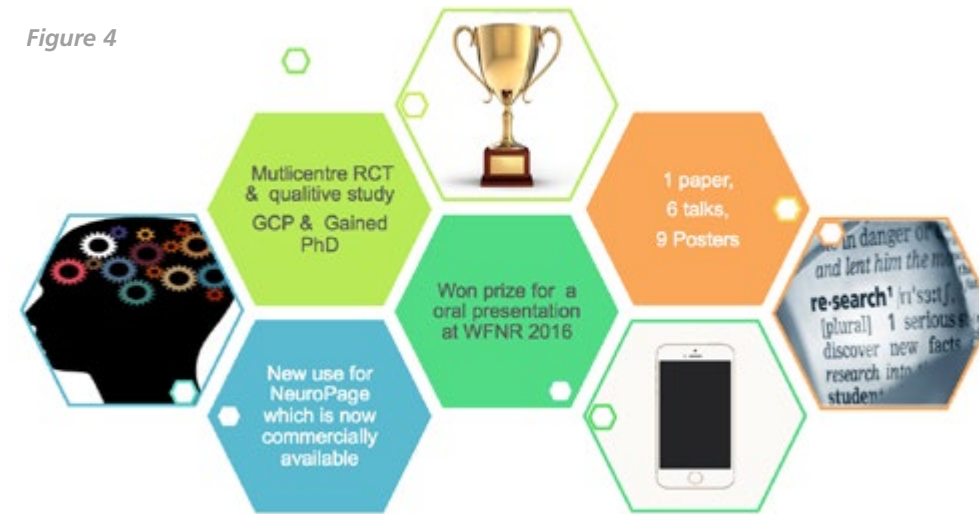 Figure 4
Mutlicentre RCT
& qualitive study
GCP & Gained
PhD
1 paper,
6 talks,
9 Posters
Won prize for a
oral presentation
at WFNR 2016
New use for
NeuroPage
which is now
commercially
available
in danger or
and lent him the
re·search¹
[plural] 1 serious
discover new facts
research into
student